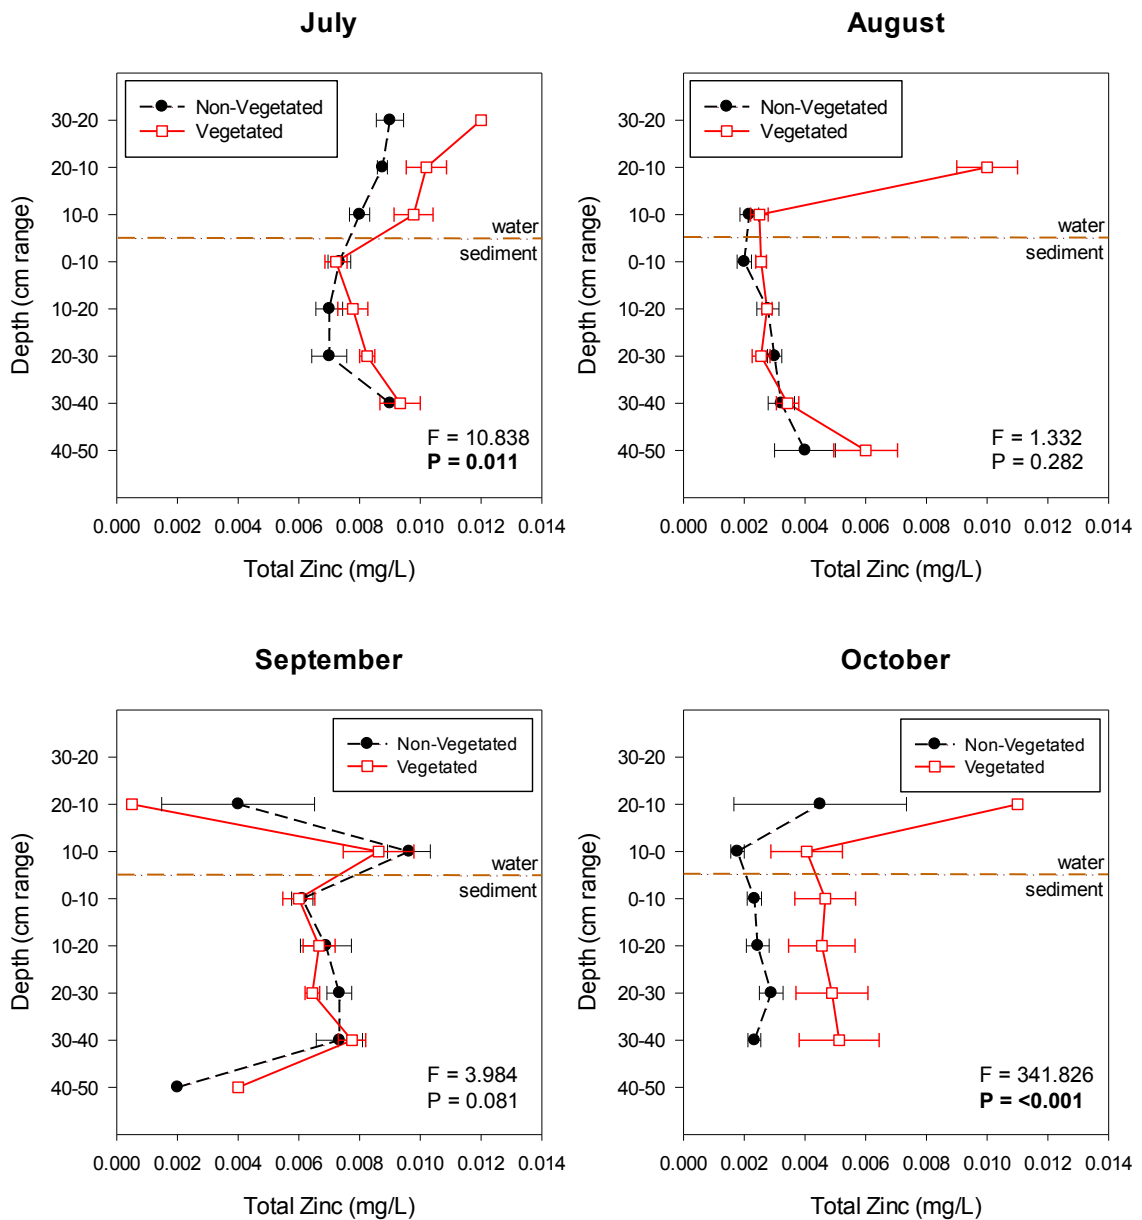 July
Non-Vegetated
Vegetated
30-20
20-10
10-0
0-10
10-20
20-30
30-40
40-50
Depth (cm range)
water
sediment
F = 10.838
P = 0.011
0.000 0.002 0.004 0.006 0.008 0.010 0.012 0.014
Total Zinc (mg/L)
August
Non-Vegetated
Vegetated
30-20
20-10
10-0
0-10
10-20
20-30
30-40
40-50
Depth (cm range)
water
sediment
F = 1.332
P = 0.282
0.000 0.002 0.004 0.006 0.008 0.010 0.012 0.014
Total Zinc (mg/L)
September
Non-Vegetated
Vegetated
30-20
20-10
10-0
0-10
10-20
20-30
30-40
40-50
Depth (cm range)
water
sediment
F = 3.984
P = 0.081
0.000 0.002 0.004 0.006 0.008 0.010 0.012 0.014
Total Zinc (mg/L)
October
Non-Vegetated
Vegetated
30-20
20-10
10-0
0-10
10-20
20-30
30-40
40-50
Depth (cm range)
water
sediment
F = 341.826
P = <0.001
0.000 0.002 0.004 0.006 0.008 0.010 0.012 0.014
Total Zinc (mg/L)